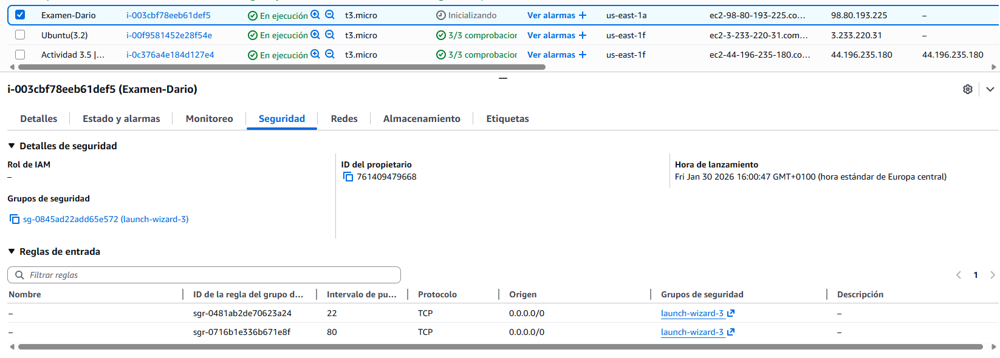 Examen-Dario i-003cbf78eeb61def5 En ejecución t3.micro Inicializando Ver alarmas + us-east-1a ec2-98-80-193-225.co... 98.80.193.225 –
Ubuntu(3.2) i-00f9581452e28f54e En ejecución t3.micro 3/3 comprobacior Ver alarmas + us-east-1f ec2-3-233-220-31.com... 3.233.220.31 –
Actividad 3.5 |... i-0c376a4e184d127e4 En ejecución t3.micro 3/3 comprobacior Ver alarmas + us-east-1f ec2-44-196-235-180.co... 44.196.235.180 44.196.235.180
i-003cbf78eeb61def5 (Examen-Dario)
Detalles Estado y alarmas Monitoreo Seguridad Redes Almacenamiento Etiquetas
Detalles de seguridad
Rol de IAM ID del propietario Hora de lanzamiento
– 761409479668 Fri Jan 30 2026 16:00:47 GMT+0100 (hora estándar de Europa central)
Grupos de seguridad
sg-0845ad22add65e572 (launch-wizard-3)
Reglas de entrada
Filtrar reglas 1
Nombre ID de la regla del grupo d... Intervalo de pu... Protocolo Origen Grupos de seguridad Descripción
– sgr-0481ab2de70623a24 22 TCP 0.0.0.0/0 launch-wizard-3 –
– sgr-0716b1e336b671e8f 80 TCP 0.0.0.0/0 launch-wizard-3 –